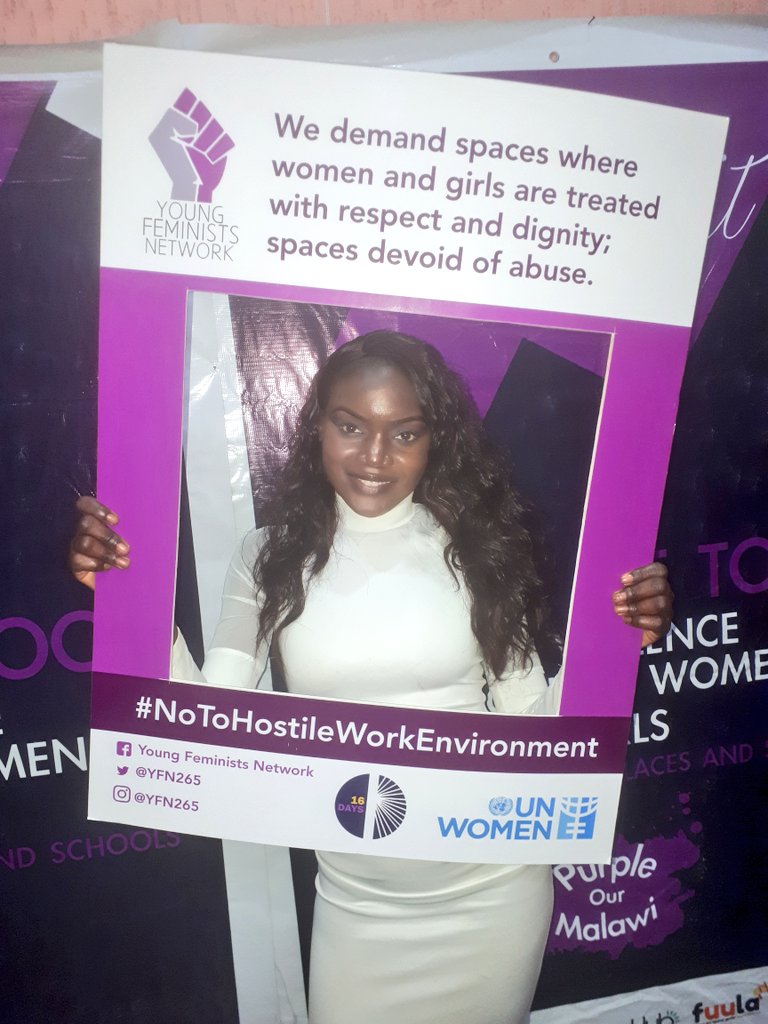 YOUNG
FEMINISTS
NETWORK
We demand spaces where
women and girls are treated
with respect and dignity;
spaces devoid of abuse.
#NoToHostileWorkEnvironment
Young Feminists Network
@YFN265
@YFN265
16
DAYS
UN
WOMEN
TO
WOME
MEN
ACES AND
ND SCHOOLS
Purple
Our
Malawi
fuula